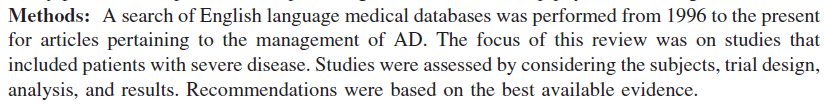 Methods: A search of English language medical databases was performed from 1996 to the present
for articles pertaining to the management of AD. The focus of this review was on studies that
included patients with severe disease. Studies were assessed by considering the subjects, trial design,
analysis, and results. Recommendations were based on the best available evidence.